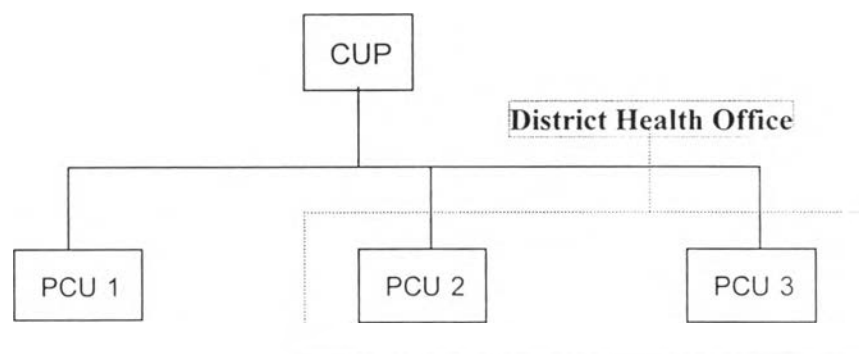 CUP
District Health Office
PCU 1
PCU 2
PCU 3